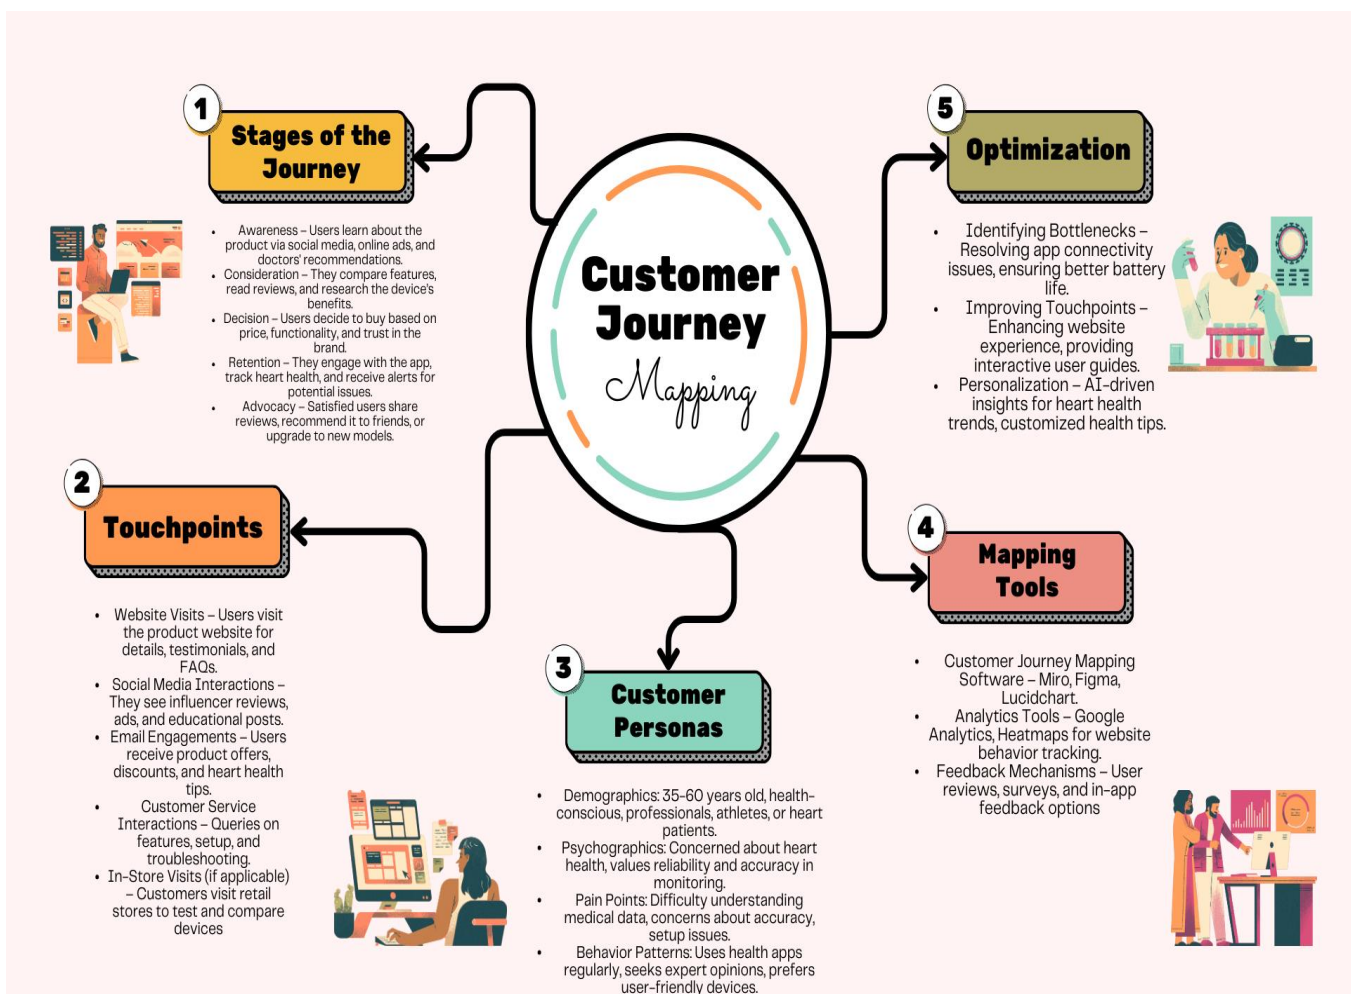 Customer
Journey
Mapping
1
Stages of the
Journey
• Awareness – Users learn about the
product via social media, online ads, and
doctors' recommendations.
• Consideration – They compare features,
read reviews, and research the device's
benefits.
• Decision – Users decide to buy based on
price, functionality, and trust in the
brand.
• Retention – They engage with the app,
track heart health, and receive alerts for
potential issues.
• Advocacy – Satisfied users share
reviews, recommend it to friends, or
upgrade to new models.
2
Touchpoints
• Website Visits – Users visit
the product website for
details, testimonials, and
FAQs.
• Social Media Interactions –
They see influencer reviews,
ads, and educational posts.
• Email Engagements – Users
receive product offers,
discounts, and heart health
tips.
• Customer Service
Interactions – Queries on
features, setup, and
troubleshooting.
• In-Store Visits (if applicable)
– Customers visit retail
stores to test and compare
devices
3
Customer
Personas
• Demographics: 35-60 years old, health-
conscious, professionals, athletes, or heart
patients.
• Psychographics: Concerned about heart
health, values reliability and accuracy in
monitoring.
• Pain Points: Difficulty understanding
medical data, concerns about accuracy,
setup issues.
• Behavior Patterns: Uses health apps
regularly, seeks expert opinions, prefers
user-friendly devices.
4
Mapping
Tools
• Customer Journey Mapping
Software – Miro, Figma,
Lucidchart.
• Analytics Tools – Google
Analytics, Heatmaps for website
behavior tracking.
• Feedback Mechanisms – User
reviews, surveys, and in-app
feedback options
5
Optimization
• Identifying Bottlenecks –
Resolving app connectivity
issues, ensuring better battery
life.
• Improving Touchpoints –
Enhancing website
experience, providing
interactive user guides.
• Personalization – AI-driven
insights for heart health
trends, customized health tips.